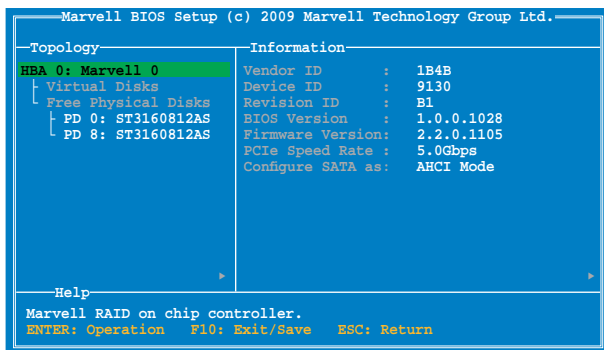 Marvell BIOS Setup (c) 2009 Marvell Technology Group Ltd.
Topology
HBA 0: Marvell 0
Virtual Disks
Free Physical Disks
PD 0: ST3160812AS
PD 8: ST3160812AS
Information
Vendor ID : 1B4B
Device ID : 9130
Revision ID : B1
BIOS Version : 1.0.0.1028
Firmware Version: 2.2.0.1105
PCIe Speed Rate : 5.0Gbps
Configure SATA as: AHCI Mode
Help
Marvell RAID on chip controller.
ENTER: Operation F10: Exit/Save ESC: Return